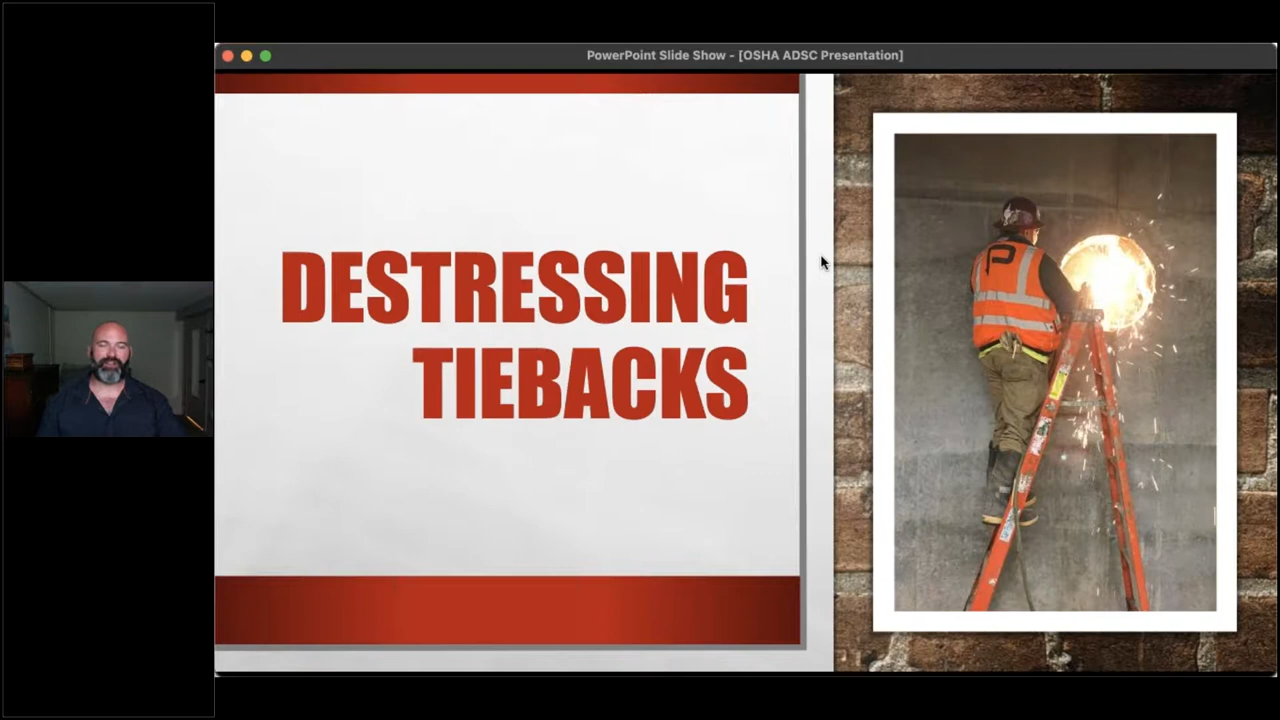 PowerPoint Slide Show - [OSHA ADSC Presentation]
DESTRESSING
TIEBACKS
P